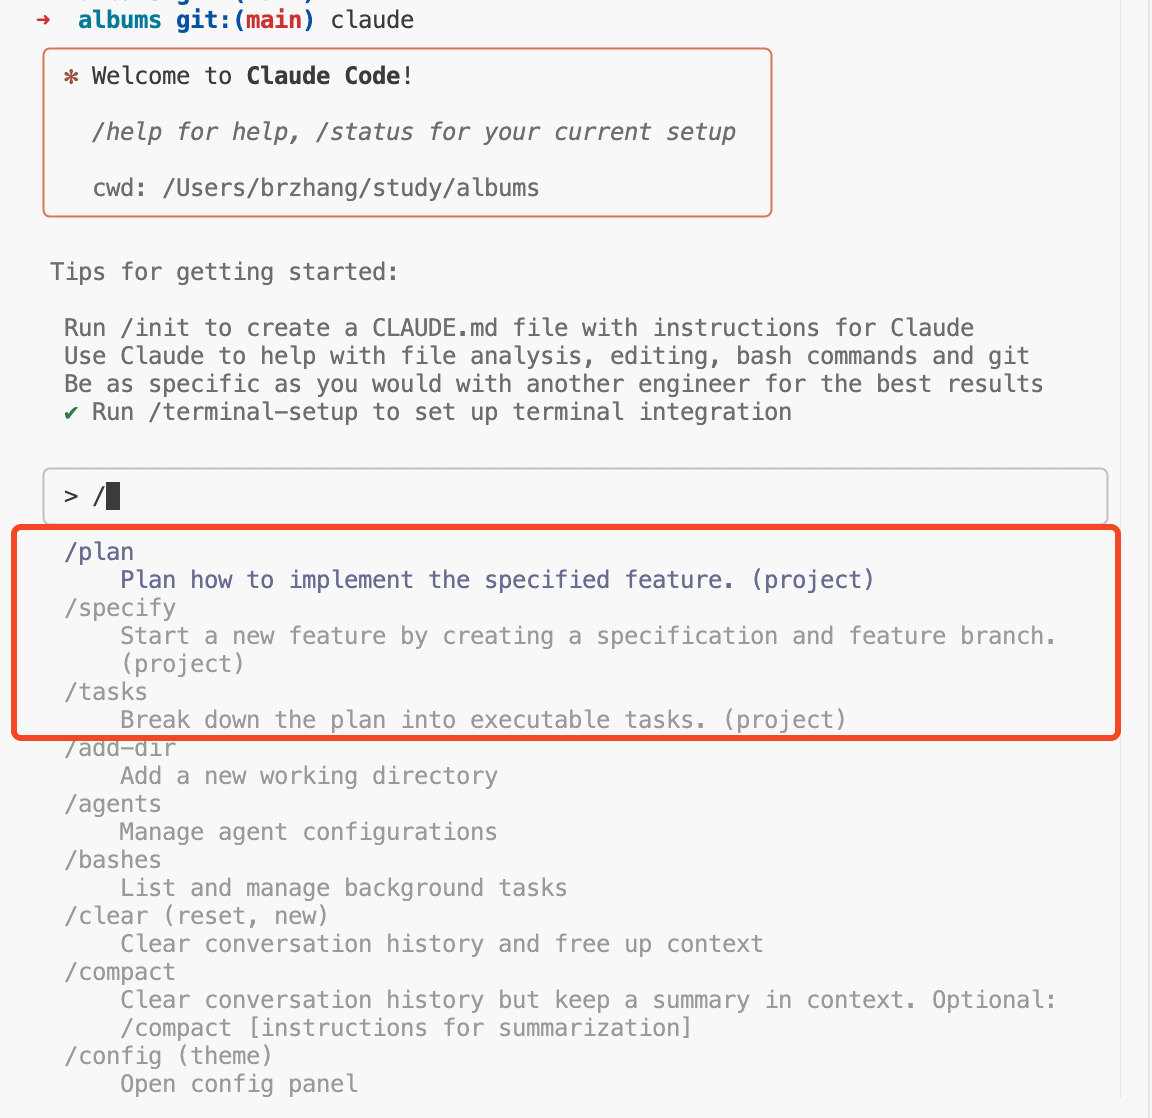 ➜ albums git:(main) claude
✻ Welcome to Claude Code!
/help for help, /status for your current setup
cwd: /Users/brzhang/study/albums
Tips for getting started:
Run /init to create a CLAUDE.md file with instructions for Claude
Use Claude to help with file analysis, editing, bash commands and git
Be as specific as you would with another engineer for the best results
✔ Run /terminal-setup to set up terminal integration
> /
/plan
Plan how to implement the specified feature. (project)
/specify
Start a new feature by creating a specification and feature branch.
(project)
/tasks
Break down the plan into executable tasks. (project)
/add-dir
Add a new working directory
/agents
Manage agent configurations
/bashes
List and manage background tasks
/clear (reset, new)
Clear conversation history and free up context
/compact
Clear conversation history but keep a summary in context. Optional:
/compact [instructions for summarization]
/config (theme)
Open config panel